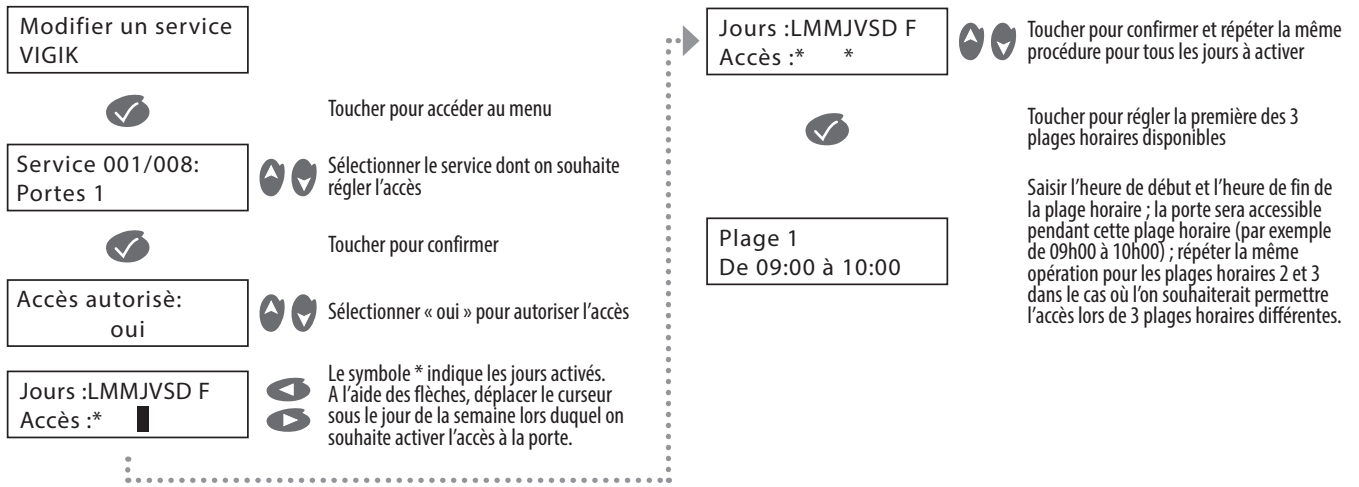 Modifier un service
VIGIK
Toucher pour accéder au menu
Service 001/008:
Portes 1
Sélectionner le service dont on souhaite
régler l'accès
Toucher pour confirmer
Accès autorisè:
oui
Sélectionner « oui » pour autoriser l'accès
Jours :LMMJVSD F
Accès :*
Le symbole * indique les jours activés.
A l'aide des flèches, déplacer le curseur
sous le jour de la semaine lors duquel on
souhaite activer l'accès à la porte.
Jours :LMMJVSD F
Accès :* *
Toucher pour confirmer et répéter la même
procédure pour tous les jours à activer
Toucher pour régler la première des 3
plages horaires disponibles
Plage 1
De 09:00 à 10:00
Saisir l'heure de début et l'heure de fin de
la plage horaire ; la porte sera accessible
pendant cette plage horaire (par exemple
de 09h00 à 10h00) ; répéter la même
opération pour les plages horaires 2 et 3
dans le cas où l'on souhaiterait permettre
l'accès lors de 3 plages horaires différentes.